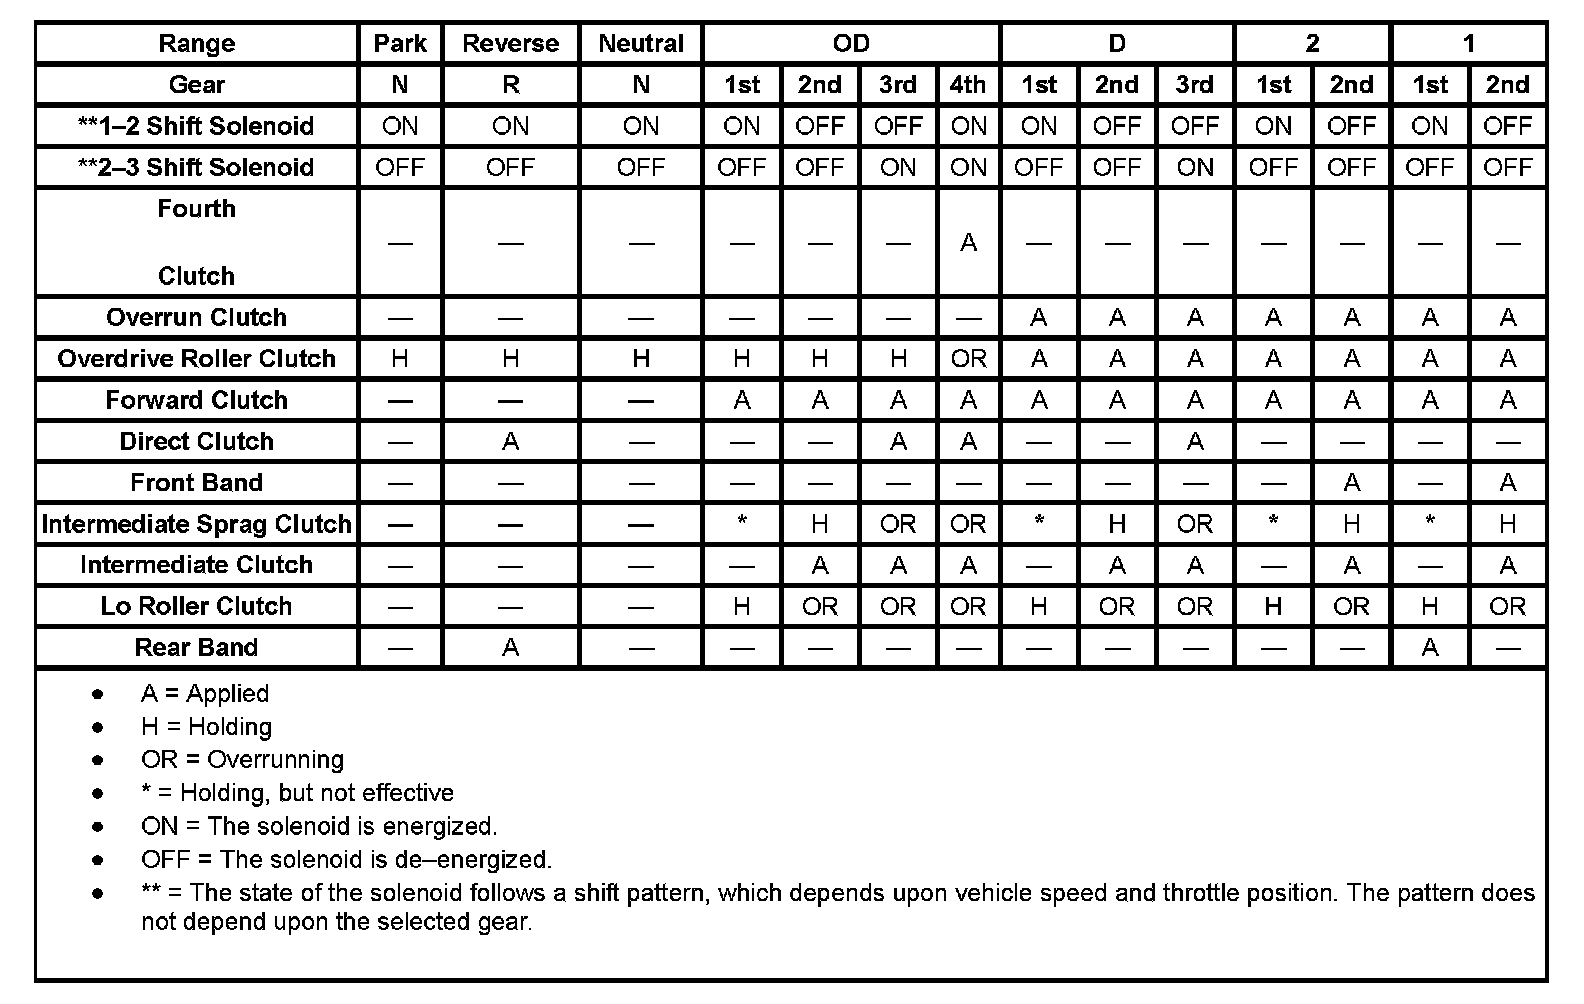 Range Park Reverse Neutral OD D 2 1
Gear N R N 1st 2nd 3rd 4th 1st 2nd 3rd 1st 2nd 1st 2nd
**1–2 Shift Solenoid ON ON ON ON OFF OFF ON ON OFF OFF ON OFF ON OFF
**2–3 Shift Solenoid OFF OFF OFF OFF OFF ON ON OFF OFF ON OFF OFF OFF OFF
Fourth
— — — — — — A — — — — — — —
Clutch
Overrun Clutch — — — — — — — A A A A A A A
Overdrive Roller Clutch H H H H H H OR A A A A A A A
Forward Clutch — — — A A A A A A A A A A A
Direct Clutch — A — — — A A — — A — — — —
Front Band — — — — — — — — — — — A — A
Intermediate Sprag Clutch — — — * H OR OR * H OR * H * H
Intermediate Clutch — — — — A A A — A A — A — A
Lo Roller Clutch — — — H OR OR OR H OR OR H OR H OR
Rear Band — A — — — — — — — — — — A —
● A = Applied
● H = Holding
● OR = Overrunning
● * = Holding, but not effective
● ON = The solenoid is energized.
● OFF = The solenoid is de–energized.
● ** = The state of the solenoid follows a shift pattern, which depends upon vehicle speed and throttle position. The pattern does
not depend upon the selected gear.